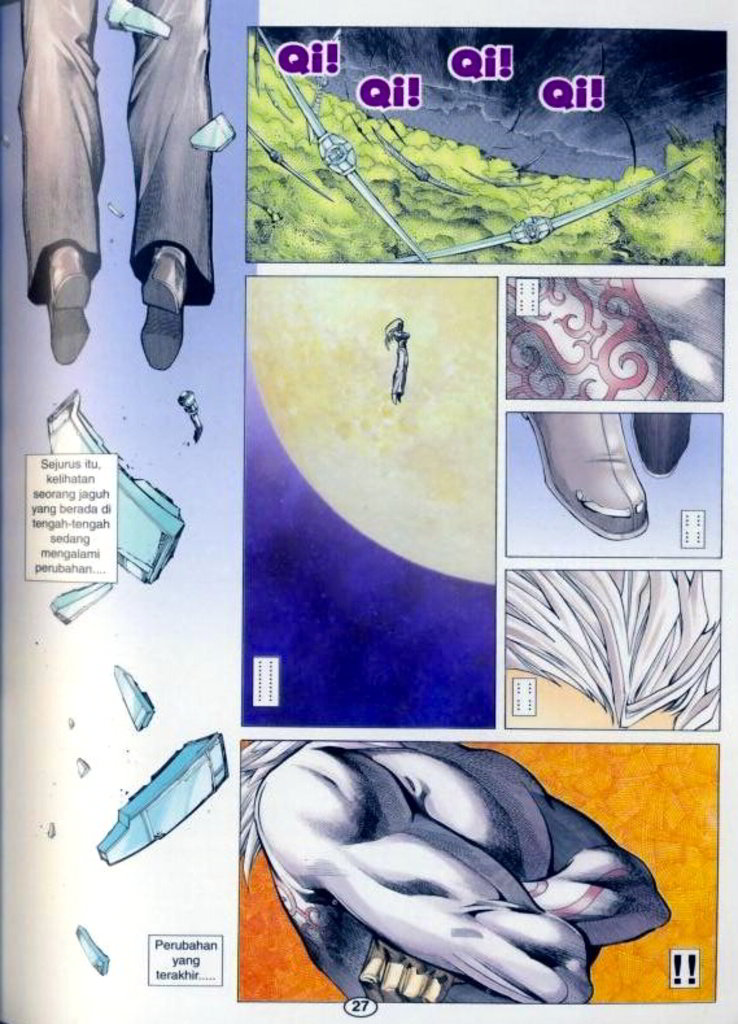 Qi!
Qi!
Qi!
Qi!
Sejurus itu,
kelihatan
seorang jaguh
yang berada di
tengah-tengah
sedang
mengalami
perubahan....
Perubahan
yang
terakhir.....
!!
27